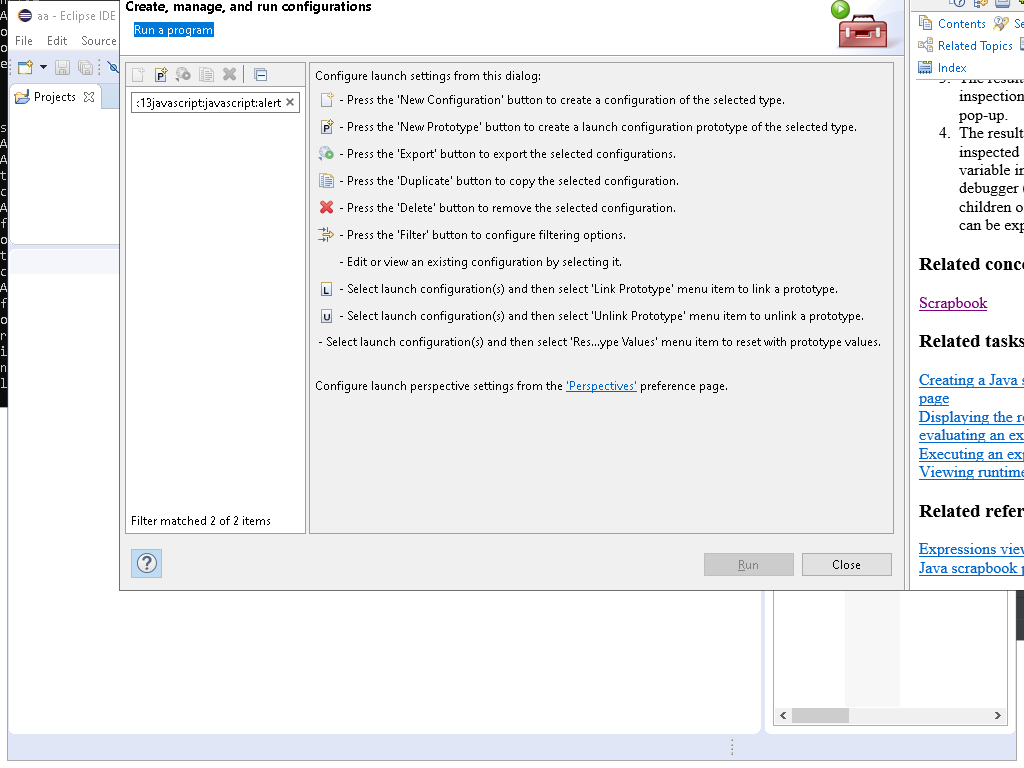 aa - Eclipse IDE
File Edit Source
Projects
Create, manage, and run configurations
Run a program
:13javascript:javascript:alert
Filter matched 2 of 2 items
Configure launch settings from this dialog:
- Press the 'New Configuration' button to create a configuration of the selected type.
- Press the 'New Prototype' button to create a launch configuration prototype of the selected type.
- Press the 'Export' button to export the selected configurations.
- Press the 'Duplicate' button to copy the selected configuration.
- Press the 'Delete' button to remove the selected configuration.
- Press the 'Filter' button to configure filtering options.
- Edit or view an existing configuration by selecting it.
- Select launch configuration(s) and then select 'Link Prototype' menu item to link a prototype.
- Select launch configuration(s) and then select 'Unlink Prototype' menu item to unlink a prototype.
- Select launch configuration(s) and then select 'Res...ype Values' menu item to reset with prototype values.
Configure launch perspective settings from the 'Perspectives' preference page.
Run Close
Contents Se
Related Topics
Index
inspection
pop-up.
4. The result
inspected
variable in
debugger (
children o
can be exp
Related conce
Scrapbook
Related tasks
Creating a Java s
page
Displaying the re
evaluating an ex
Executing an exp
Viewing runtime
Related refer
Expressions view
Java scrapbook p